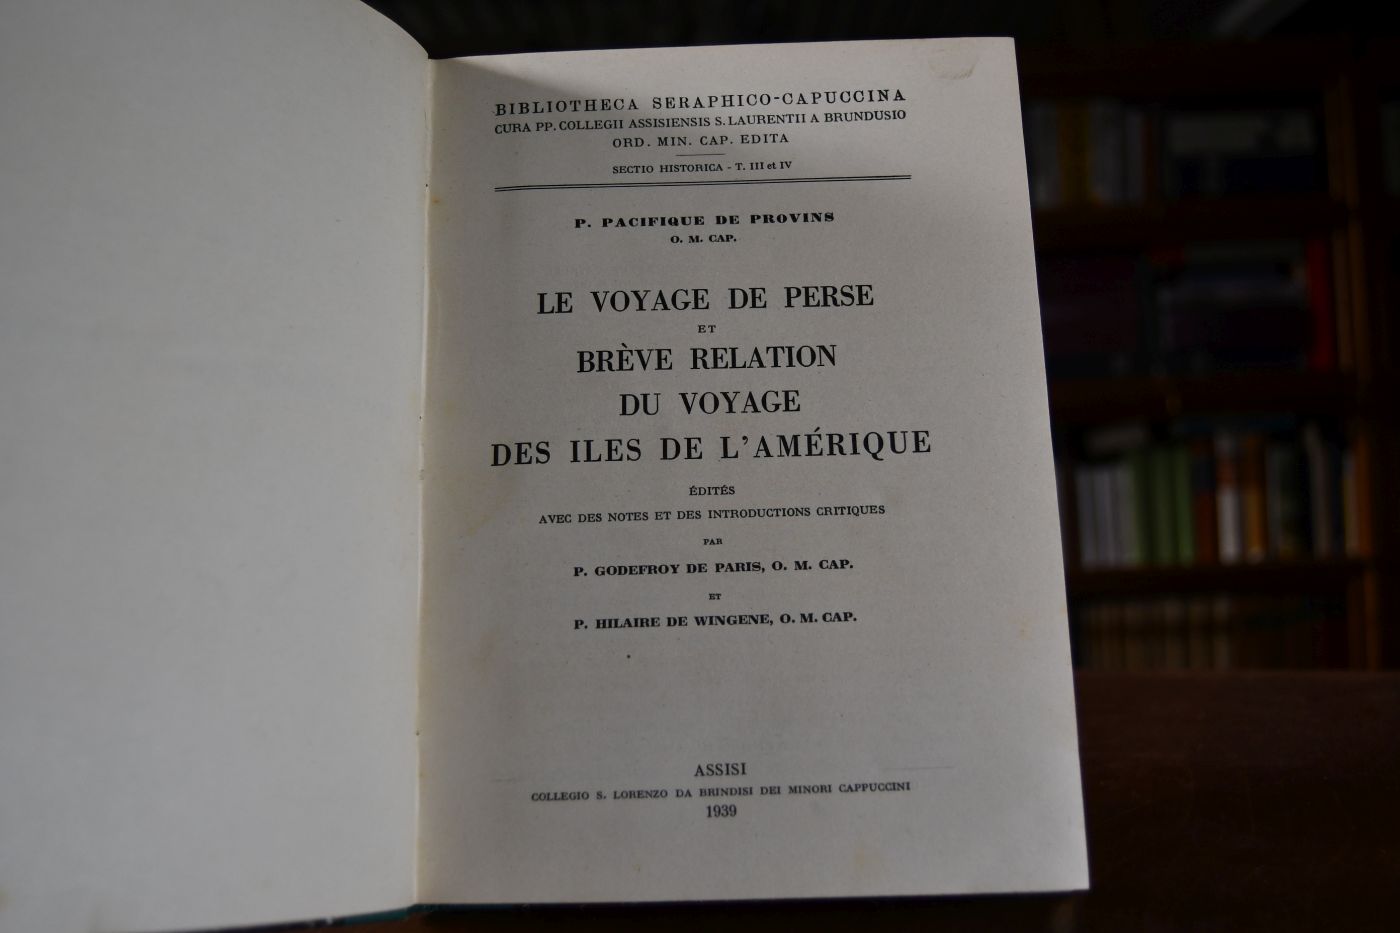 BIBLIOTHECA SERAPHICO-CAPUCCINA
CURA PP. COLLEGII ASSISIENSIS S. LAURENTII A BRUNDUSIO
ORD. MIN. CAP. EDITA
SECTIO HISTORICA - T. III et IV
P. PACIFIQUE DE PROVINS
O. M. CAP.
LE VOYAGE DE PERSE
ET
BRÈVE RELATION
DU VOYAGE
DES ILES DE L'AMÉRIQUE
ÉDITÉS
AVEC DES NOTES ET DES INTRODUCTIONS CRITIQUES
PAR
P. GODEFROY DE PARIS, O. M. CAP.
ET
P. HILAIRE DE WINGENE, O. M. CAP.
ASSISI
COLLEGIO S. LORENZO DA BRINDISI DEI MINORI CAPPUCCINI
1939